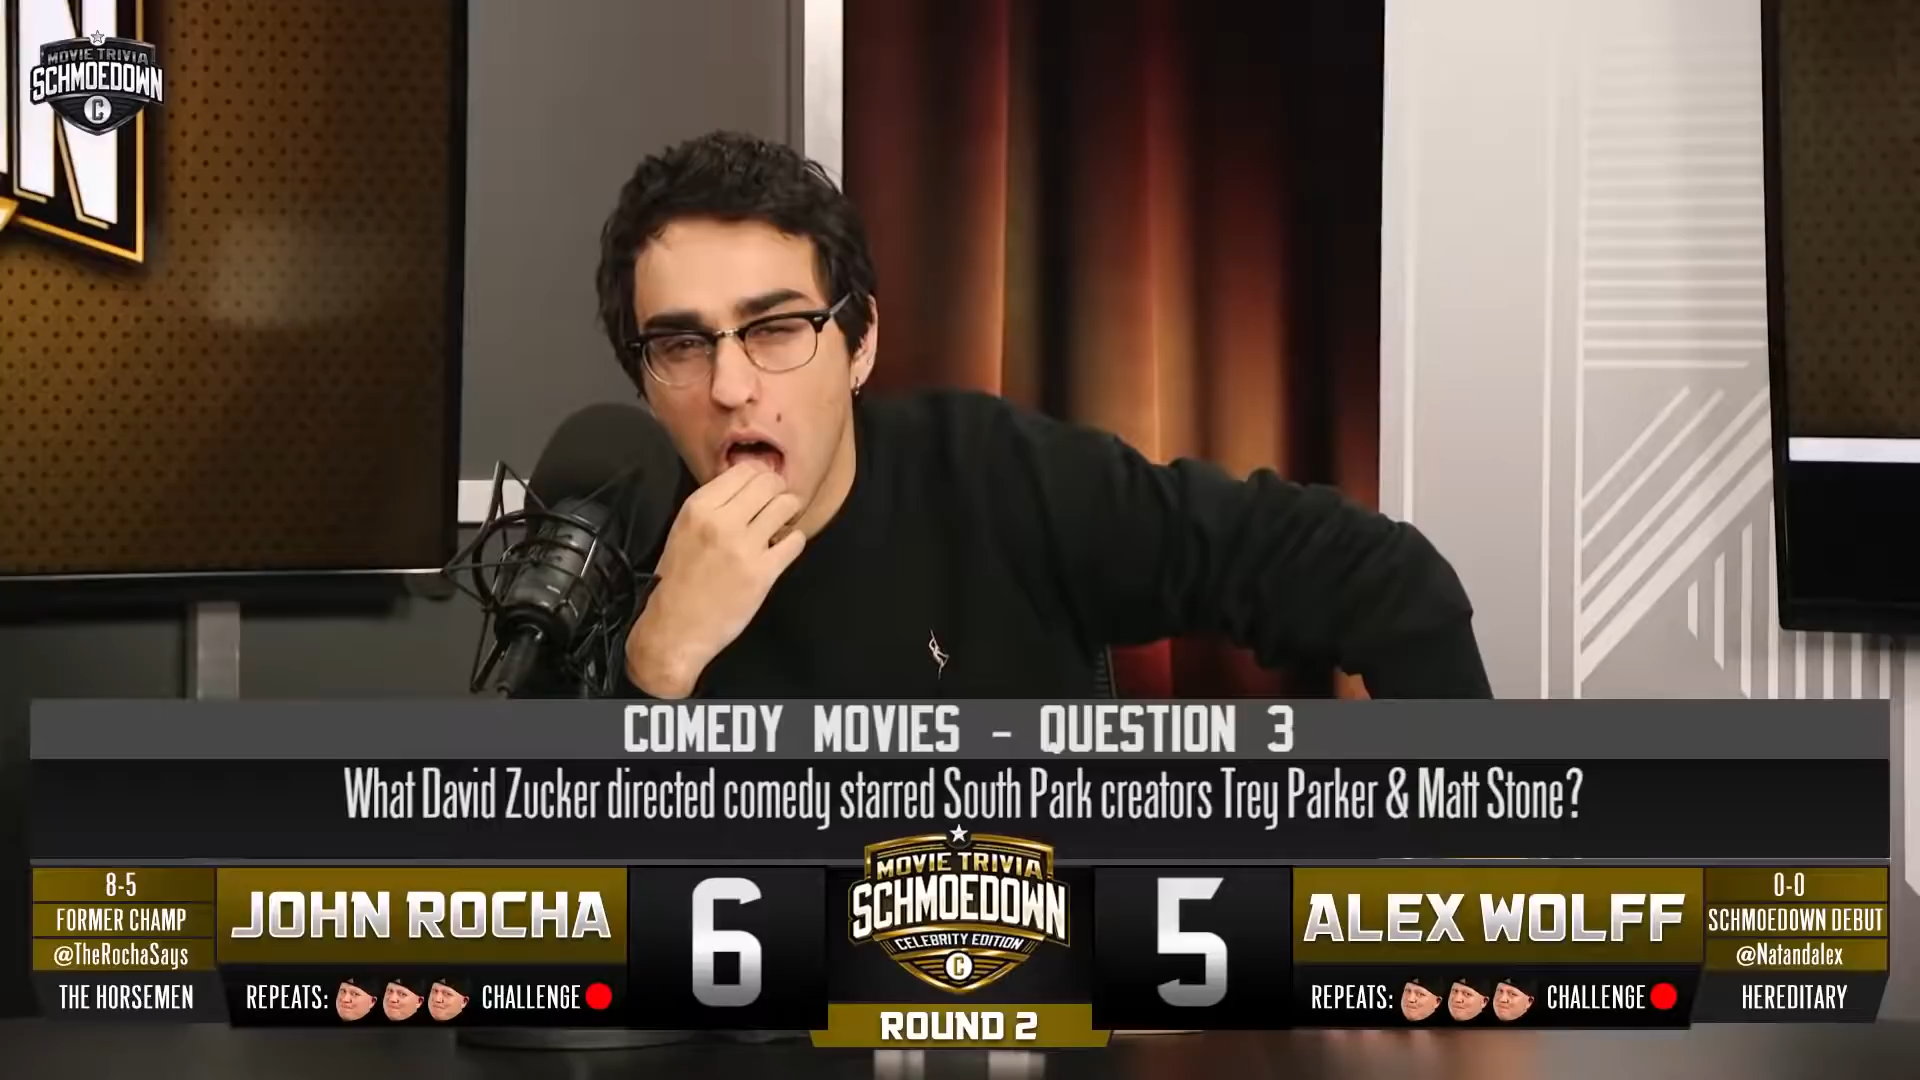 MOVIE TRIVIA
SCHMOEDOWN
C
N
COMEDY MOVIES - QUESTION 3
What David Zucker directed comedy starred South Park creators Trey Parker & Matt Stone?
8-5
FORMER CHAMP
@TheRochaSays
THE HORSEMEN
JOHN ROCHA
REPEATS:
CHALLENGE
6
MOVIE TRIVIA
SCHMOEDOWN
CELEBRITY EDITION
C
ROUND 2
5
ALEX WOLFF
REPEATS:
CHALLENGE
0-0
SCHMOEDOWN DEBUT
@Natandalex
HEREDITARY